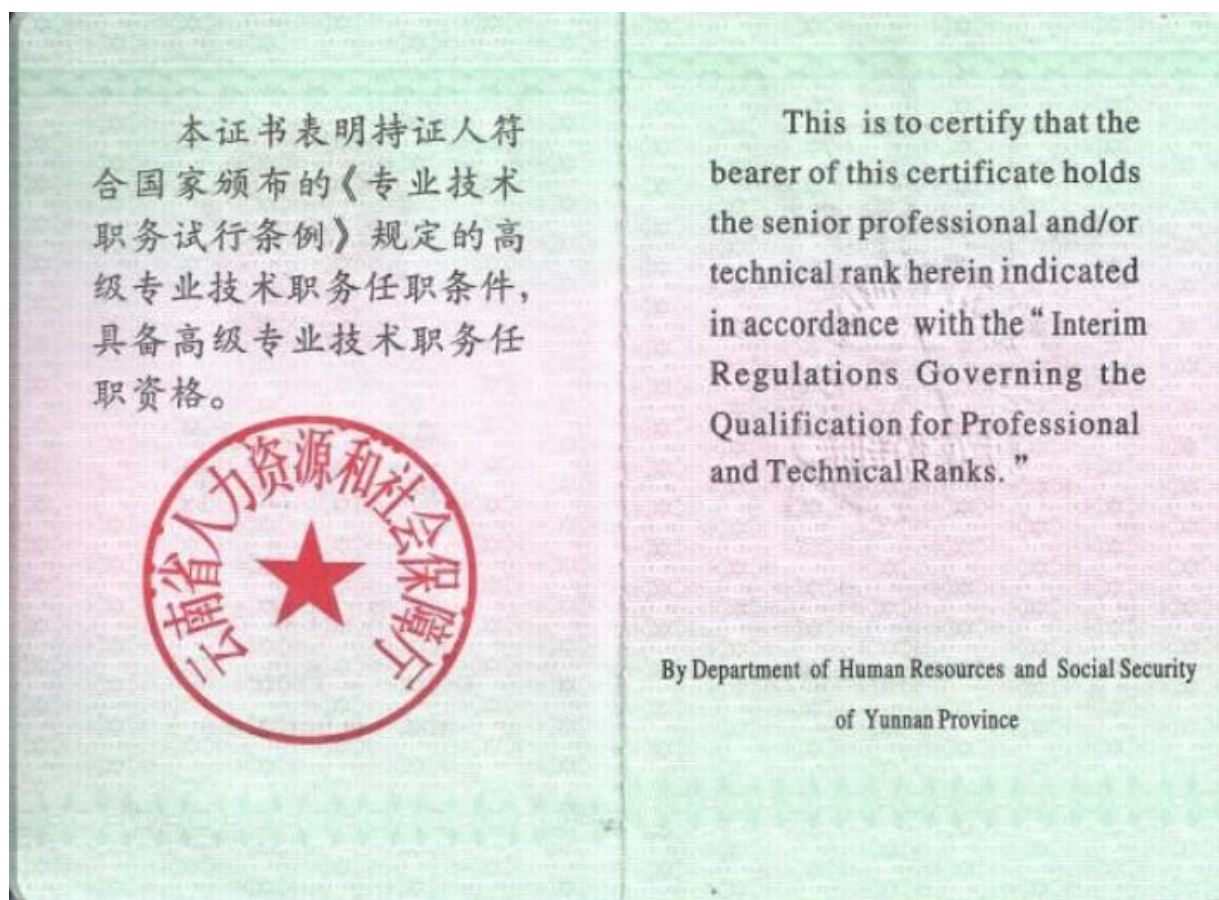 本证书表明持证人符
合国家颁布的《专业技术
职务试行条例》规定的高
级专业技术职务任职条件,
具备高级专业技术职务任
职资格。
云南省人力资源和社会保障厅
This is to certify that the
bearer of this certificate holds
the senior professional and/or
technical rank herein indicated
in accordance with the “ Interim
Regulations Governing the
Qualification for Professional
and Technical Ranks. ”
By Department of Human Resources and Social Security
of Yunnan Province